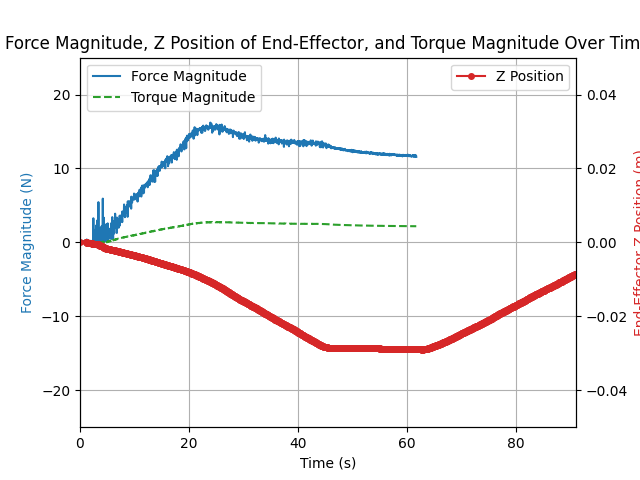 Force Magnitude, Z Position of End-Effector, and Torque Magnitude Over Tim
Force Magnitude
Torque Magnitude
Z Position
Force Magnitude (N)
20
10
0
−10
−20
0.04
0.02
0.00
−0.02
−0.04
End-Effector Z Position (m)
0
20
40
60
80
Time (s)